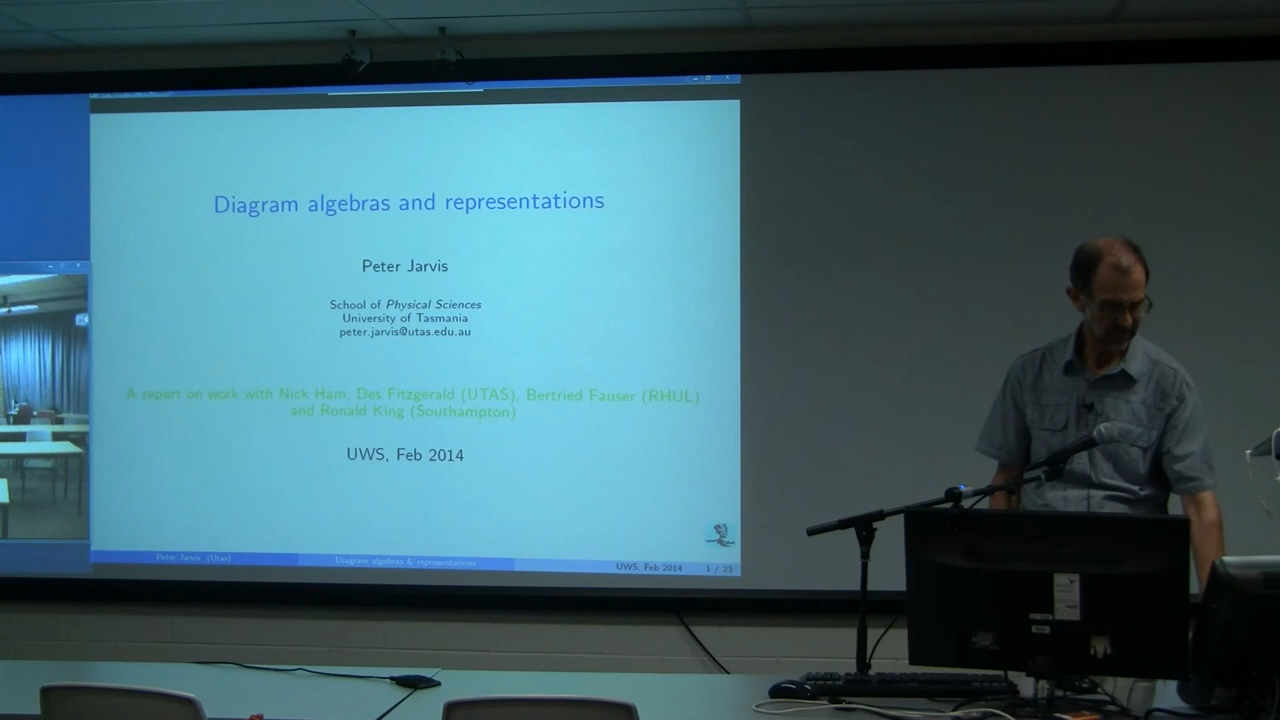 Diagram algebras and representations
Peter Jarvis
School of Physical Sciences
University of Tasmania
peter.jarvis@utas.edu.au
A report on work with Nick Ham, Des Fitzgerald (UTAS), Bertried Fauser (RHUL)
and Ronald King (Southampton)
UWS, Feb 2014
Peter Jarvis (Utas) Diagram algebras & representations UWS, Feb 2014 1 / 23